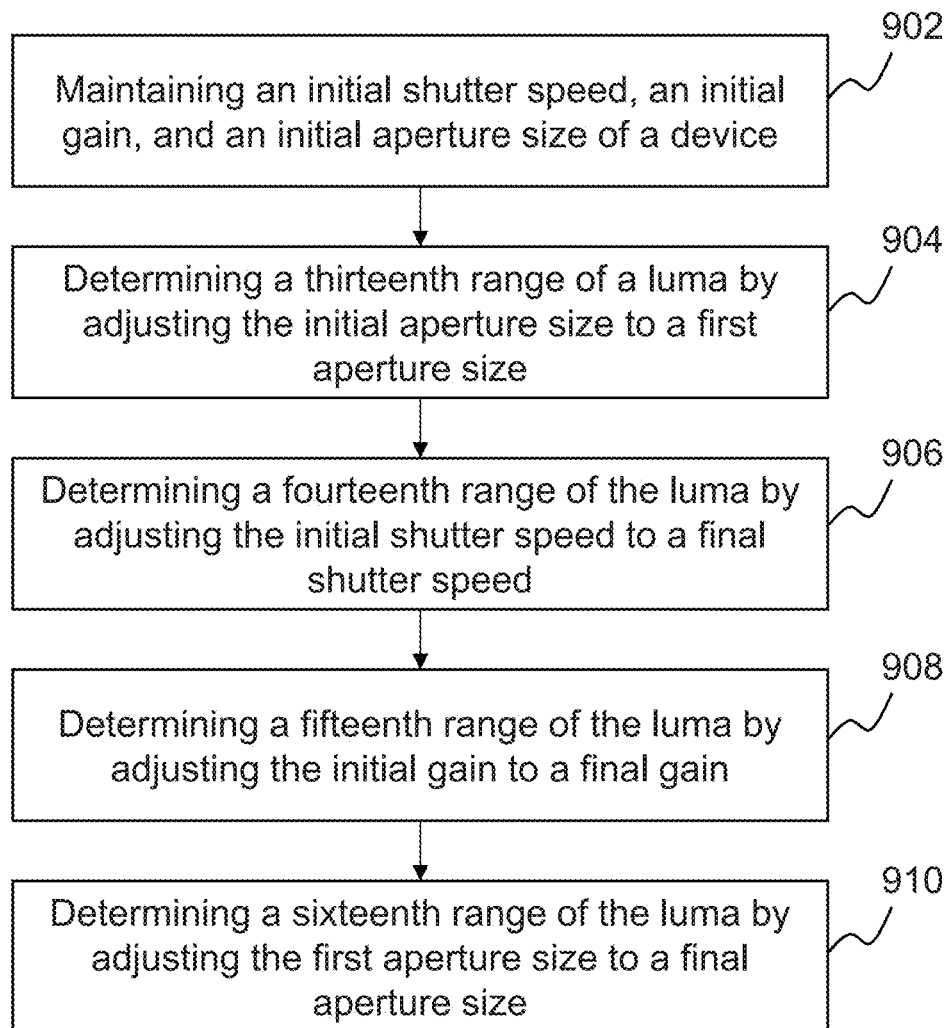 902
Maintaining an initial shutter speed, an initial
gain, and an initial aperture size of a device
904
Determining a thirteenth range of a luma by
adjusting the initial aperture size to a first
aperture size
906
Determining a fourteenth range of the luma by
adjusting the initial shutter speed to a final
shutter speed
908
Determining a fifteenth range of the luma by
adjusting the initial gain to a final gain
910
Determining a sixteenth range of the luma by
adjusting the first aperture size to a final
aperture size